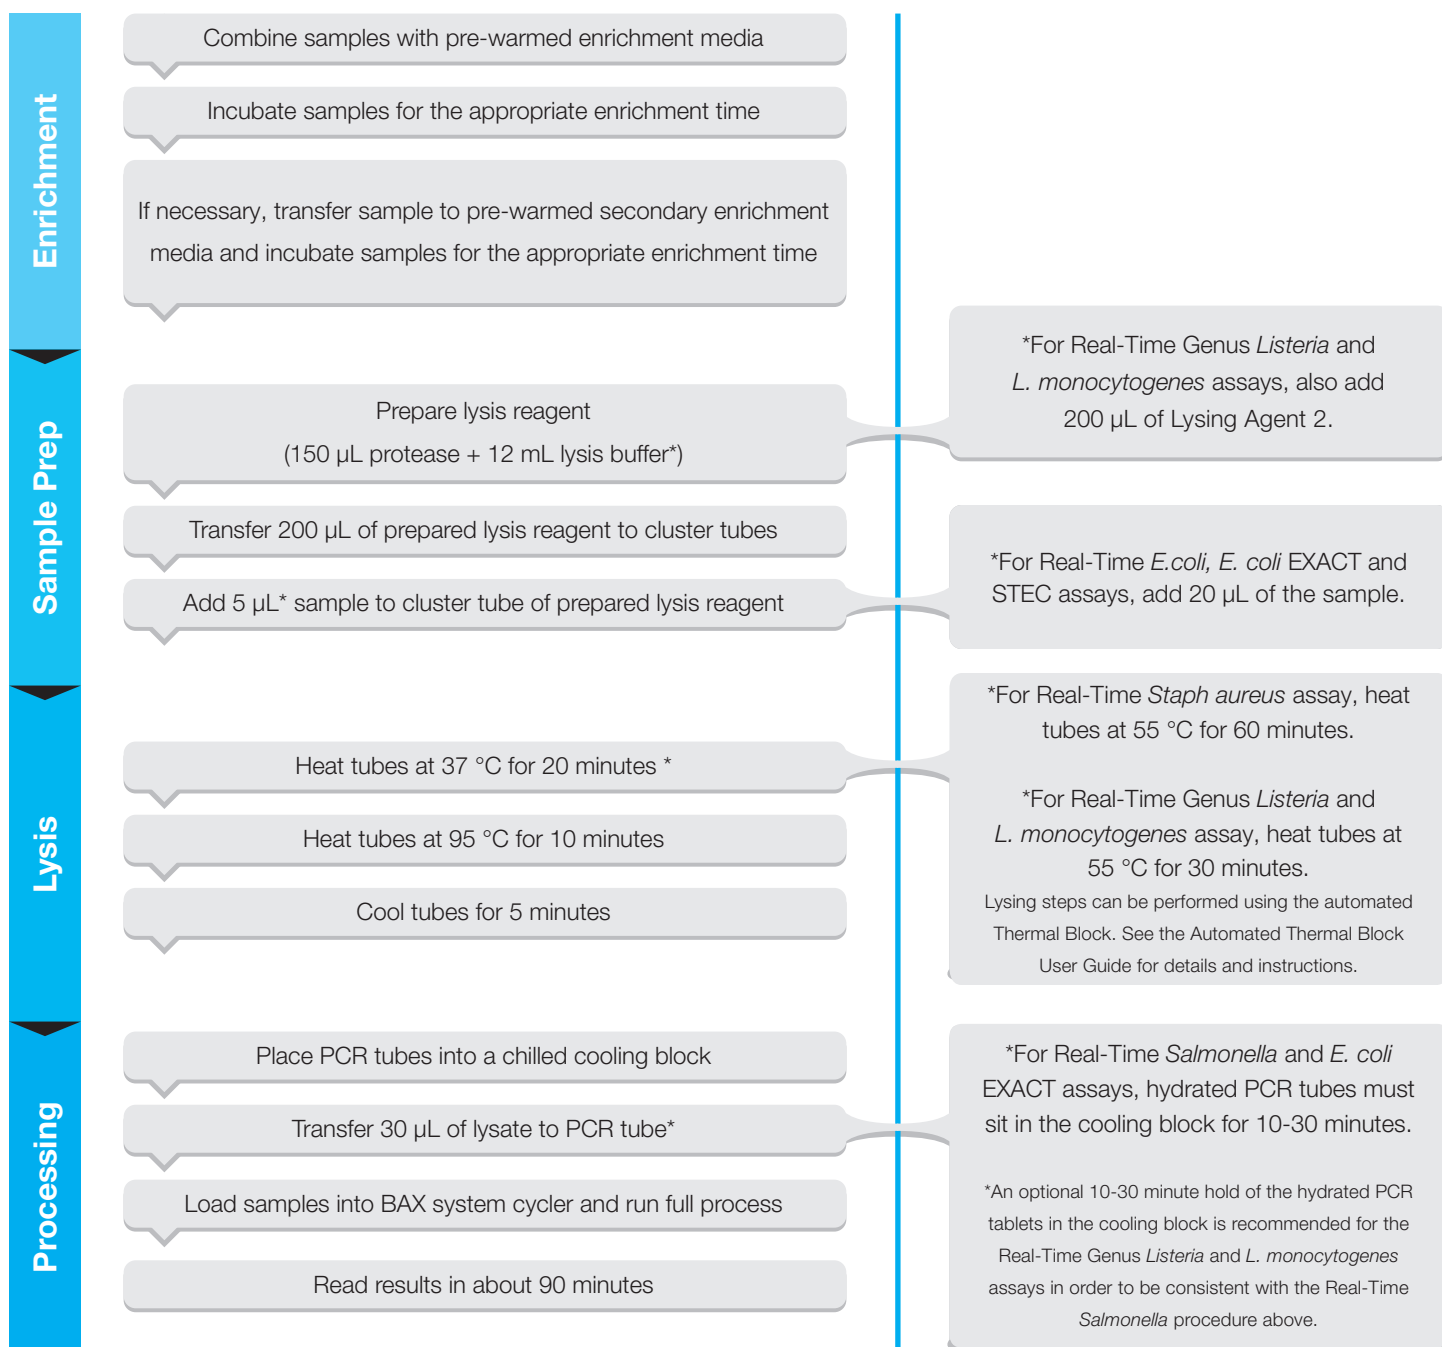 Enrichment
Combine samples with pre-warmed enrichment media
Incubate samples for the appropriate enrichment time
If necessary, transfer sample to pre-warmed secondary enrichment
media and incubate samples for the appropriate enrichment time
Sample Prep
Prepare lysis reagent
(150 µL protease + 12 mL lysis buffer*)
*For Real-Time Genus Listeria and
L. monocytogenes assays, also add
200 µL of Lysing Agent 2.
Transfer 200 µL of prepared lysis reagent to cluster tubes
Add 5 µL* sample to cluster tube of prepared lysis reagent
*For Real-Time E.coli, E. coli EXACT and
STEC assays, add 20 µL of the sample.
Lysis
Heat tubes at 37 °C for 20 minutes *
*For Real-Time Staph aureus assay, heat
tubes at 55 °C for 60 minutes.
*For Real-Time Genus Listeria and
L. monocytogenes assay, heat tubes at
55 °C for 30 minutes.
Lysing steps can be performed using the automated
Thermal Block. See the Automated Thermal Block
User Guide for details and instructions.
Heat tubes at 95 °C for 10 minutes
Cool tubes for 5 minutes
Processing
Place PCR tubes into a chilled cooling block
Transfer 30 µL of lysate to PCR tube*
*For Real-Time Salmonella and E. coli
EXACT assays, hydrated PCR tubes must
sit in the cooling block for 10-30 minutes.
*An optional 10-30 minute hold of the hydrated PCR
tablets in the cooling block is recommended for the
Real-Time Genus Listeria and L. monocytogenes
assays in order to be consistent with the Real-Time
Salmonella procedure above.
Load samples into BAX system cycler and run full process
Read results in about 90 minutes